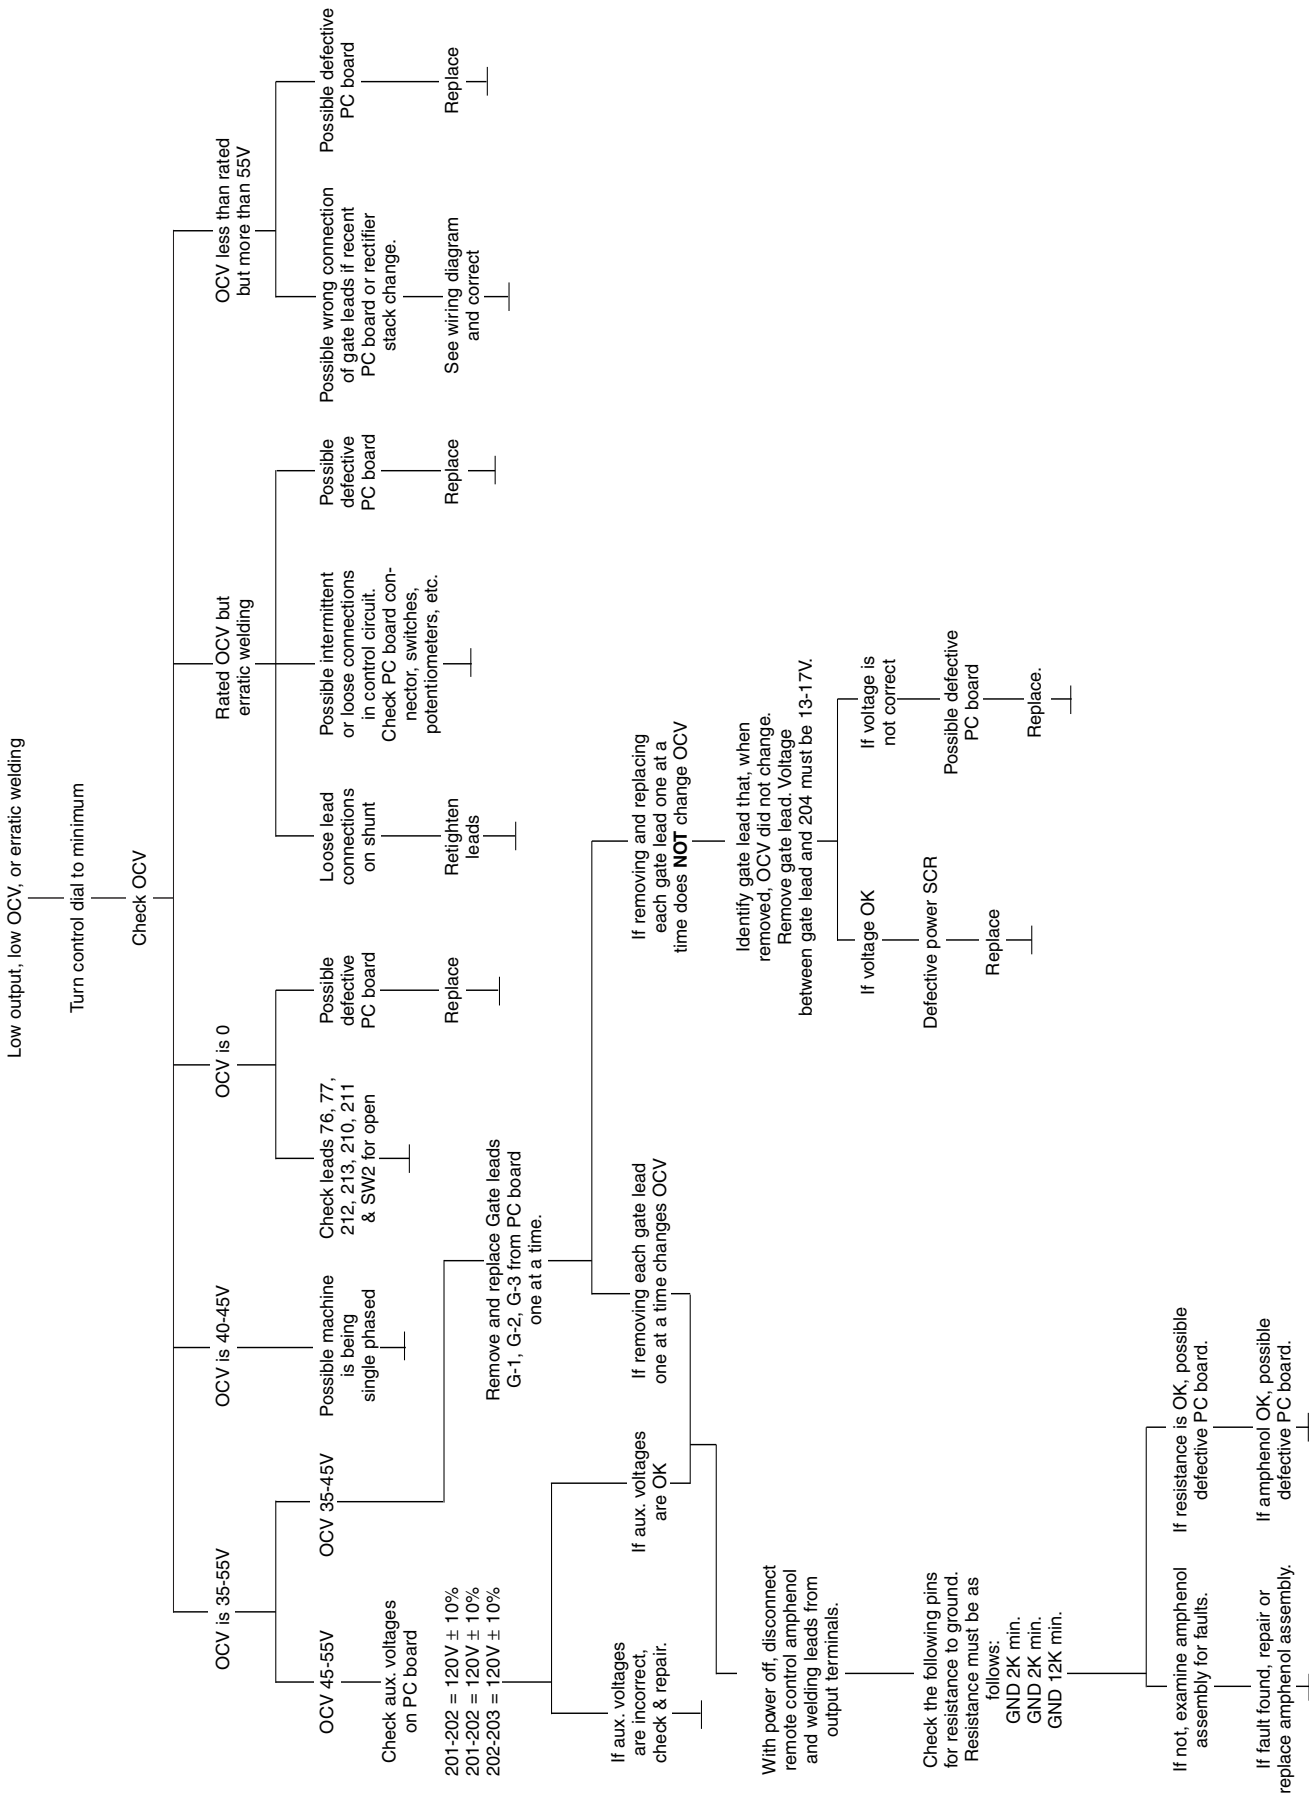 Low output, low OCV, or erratic welding
Turn control dial to minimum
Check OCV
OCV is 35-55V
OCV is 40-45V
OCV is 0
Rated OCV but
erratic welding
OCV less than rated
but more than 55V
OCV 45-55V
OCV 35-45V
Check aux. voltages
on PC board
201-202 = 120V ± 10%
201-202 = 120V ± 10%
202-203 = 120V ± 10%
Possible machine
is being
single phased
Check leads 76, 77,
212, 213, 210, 211
& SW2 for open
Possible
defective
PC board
Replace
Loose lead
connections
on shunt
Retighten
leads
Possible intermittent
or loose connections
in control circuit.
Check PC board con-
nector, switches,
potentiometers, etc.
Possible
defective
PC board
Replace
Possible wrong connection
of gate leads if recent
PC board or rectifier
stack change.
See wiring diagram
and correct
Possible defective
PC board
Replace
Remove and replace Gate leads
G-1, G-2, G-3 from PC board
one at a time.
If aux. voltages
are incorrect,
check & repair.
If aux. voltages
are OK
If removing each gate lead
one at a time changes OCV
If removing and replacing
each gate lead one at a
time does NOT change OCV
Identify gate lead that, when
removed, OCV did not change.
Remove gate lead. Voltage
between gate lead and 204 must be 13-17V.
If voltage OK
Defective power SCR
Replace
If voltage is
not correct
Possible defective
PC board
Replace.
With power off, disconnect
remote control amphenol
and welding leads from
output terminals.
Check the following pins
for resistance to ground.
Resistance must be as
follows:
GND 2K min.
GND 2K min.
GND 12K min.
If not, examine amphenol
assembly for faults.
If fault found, repair or
replace amphenol assembly.
If resistance is OK, possible
defective PC board.
If amphenol OK, possible
defective PC board.